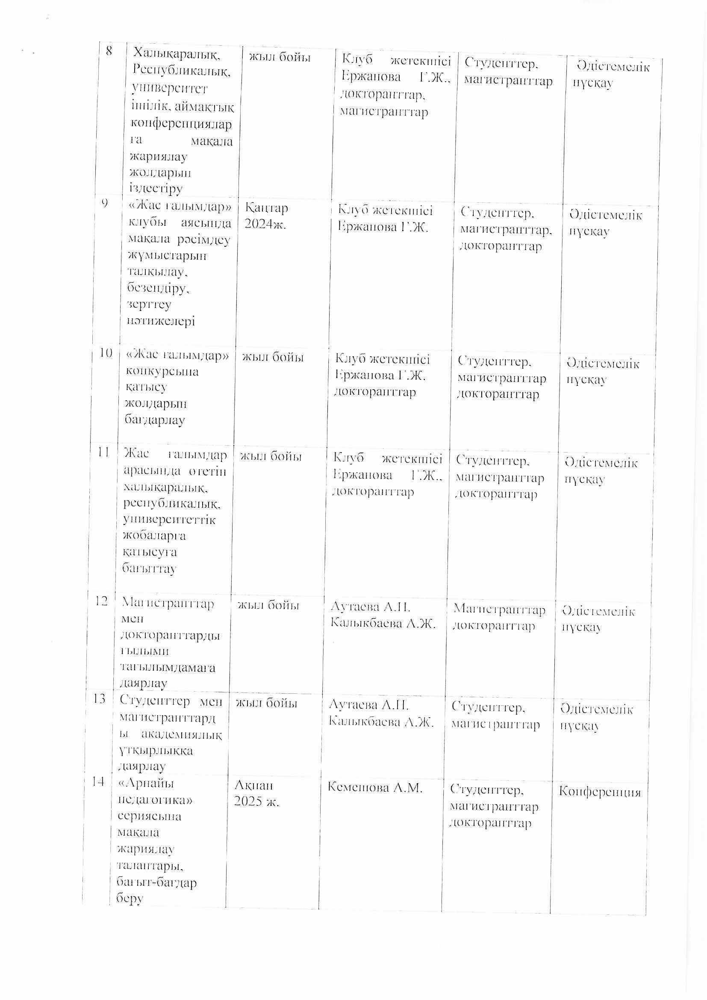 8
Халықаралық,
Республикалық,
университет
ішілік, аймақтық
конференциялар
ға мақала
жариялау
жолдарын
іздестіру
жыл бойы
Клуб жетекшісі
Ержанова Г.Ж.,
докторанттар,
магистранттар
Студенттер,
магистранттар
Әдістемелік
нұсқау
9
«Жас ғалымдар»
клубы аясында
мақала рәсімдеу
жұмыстарын
талқылау,
безендіру,
зерттеу
нәтижелері
Қаңтар
2024ж.
Клуб жетекшісі
Ержанова Г.Ж.
Студенттер,
магистранттар,
докторанттар
Әдістемелік
нұсқау
10
«Жас ғалымдар»
конкурсына
қатысу
жолдарын
бағдарлау
жыл бойы
Клуб жетекшісі
Ержанова Г.Ж.
докторанттар
Студенттер,
магистранттар
докторанттар
Әдістемелік
нұсқау
11
Жас ғалымдар
арасында өтетін
халықаралық,
республикалық,
университеттік
жобаларға
қатысуға
бағыттау
жыл бойы
Клуб жетекшісі
Ержанова Г.Ж.,
докторанттар
Студенттер,
магистранттар
докторанттар
Әдістемелік
нұсқау
12
Магистранттар
мен
докторанттарды
ғылыми
тағылымдамаға
даярлау
жыл бойы
Аутаева А.Н.
Калыкбаева А.Ж.
Магистранттар
докторанттар
Әдістемелік
нұсқау
13
Студенттер мен
магистранттард
ы академиялық
ұтқырлыққа
даярлау
жыл бойы
Аутаева А.Н.
Калыкбаева А.Ж.
Студенттер,
магистранттар
Әдістемелік
нұсқау
14
«Арнайы
педагогика»
сериясына
мақала
жариялау
талаптары,
бағыт-бағдар
беру
Ақпан
2025 ж.
Кемешова А.М.
Студенттер,
магистранттар
докторанттар
Конференция